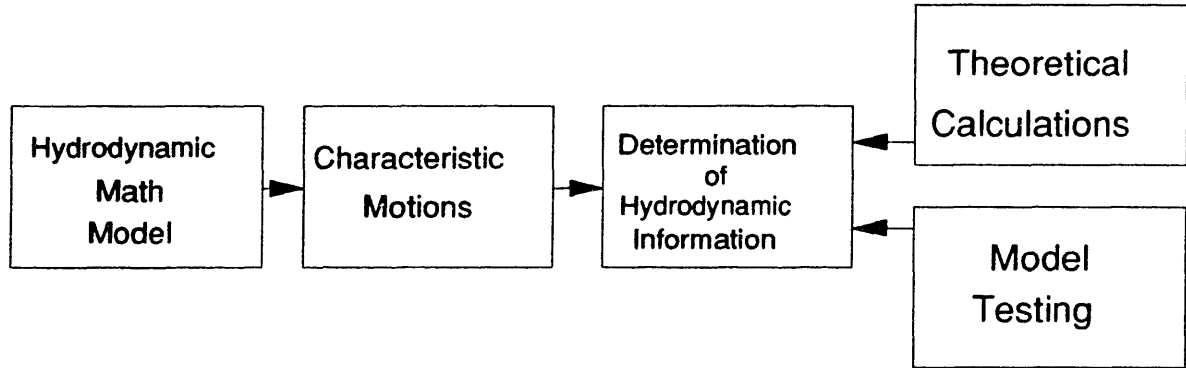 Hydrodynamic
Math
Model
Characteristic
Motions
Determination
of
Hydrodynamic
Information
Theoretical
Calculations
Model
Testing